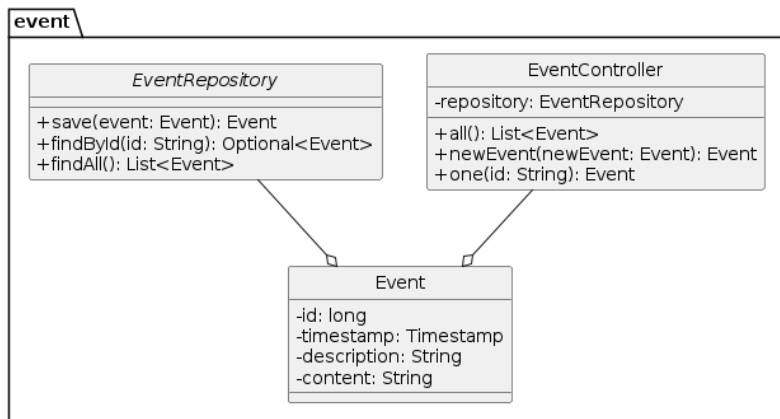 event
EventRepository
+save(event: Event): Event
+findById(id: String): Optional<Event>
+findAll(): List<Event>
EventController
-repository: EventRepository
+all(): List<Event>
+newEvent(newEvent: Event): Event
+one(id: String): Event
Event
-id: long
-timestamp: Timestamp
-description: String
-content: String